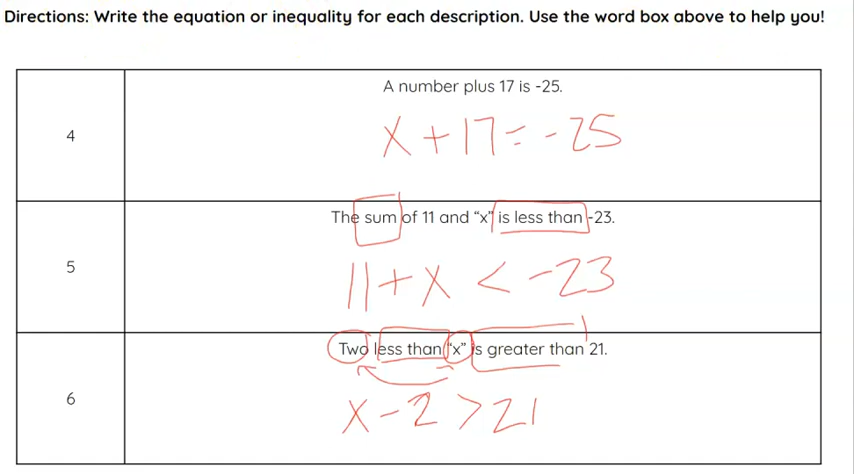 Directions: Write the equation or inequality for each description. Use the word box above to help you!
4
A number plus 17 is -25.
x + 17 = -25
5
The sum of 11 and “x” is less than -23.
11 + x < -23
6
Two less than “x” is greater than 21.
x - 2 > 21